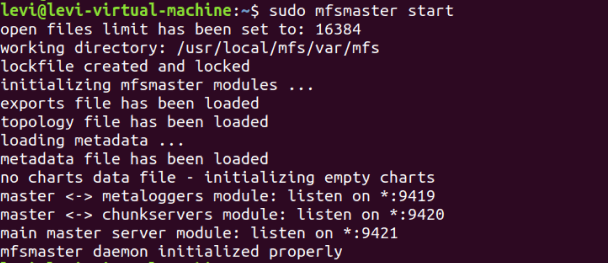 levi@levi-virtual-machine:~$ sudo mfsmaster start
open files limit has been set to: 16384
working directory: /usr/local/mfs/var/mfs
lockfile created and locked
initializing mfsmaster modules ...
exports file has been loaded
topology file has been loaded
loading metadata ...
metadata file has been loaded
no charts data file - initializing empty charts
master <-> metaloggers module: listen on *:9419
master <-> chunkservers module: listen on *:9420
main master server module: listen on *:9421
mfsmaster daemon initialized properly